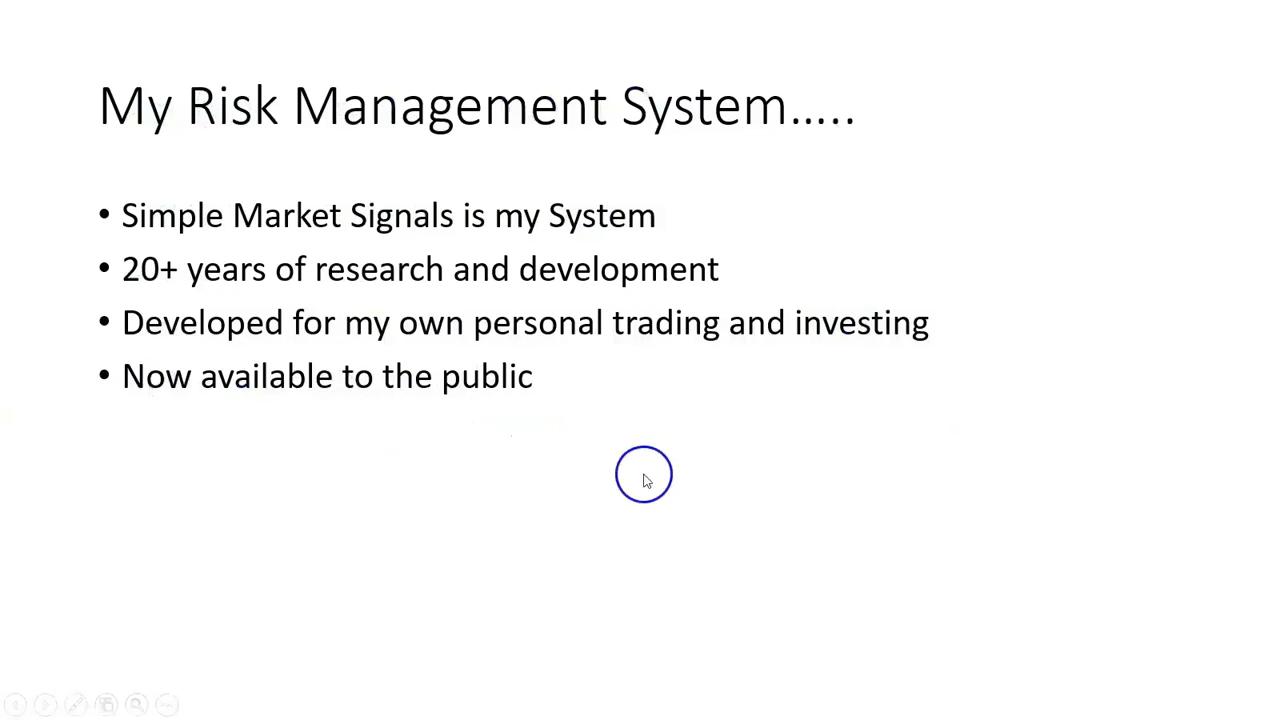 My Risk Management System…..
• Simple Market Signals is my System
• 20+ years of research and development
• Developed for my own personal trading and investing
• Now available to the public